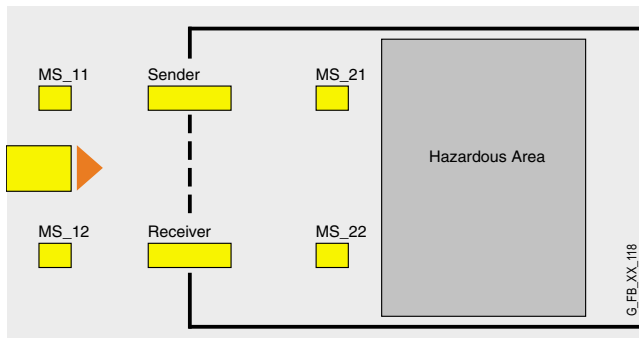 MS_11
Sender
MS_21
Hazardous Area
MS_12
Receiver
MS_22
G_FB_XX_118